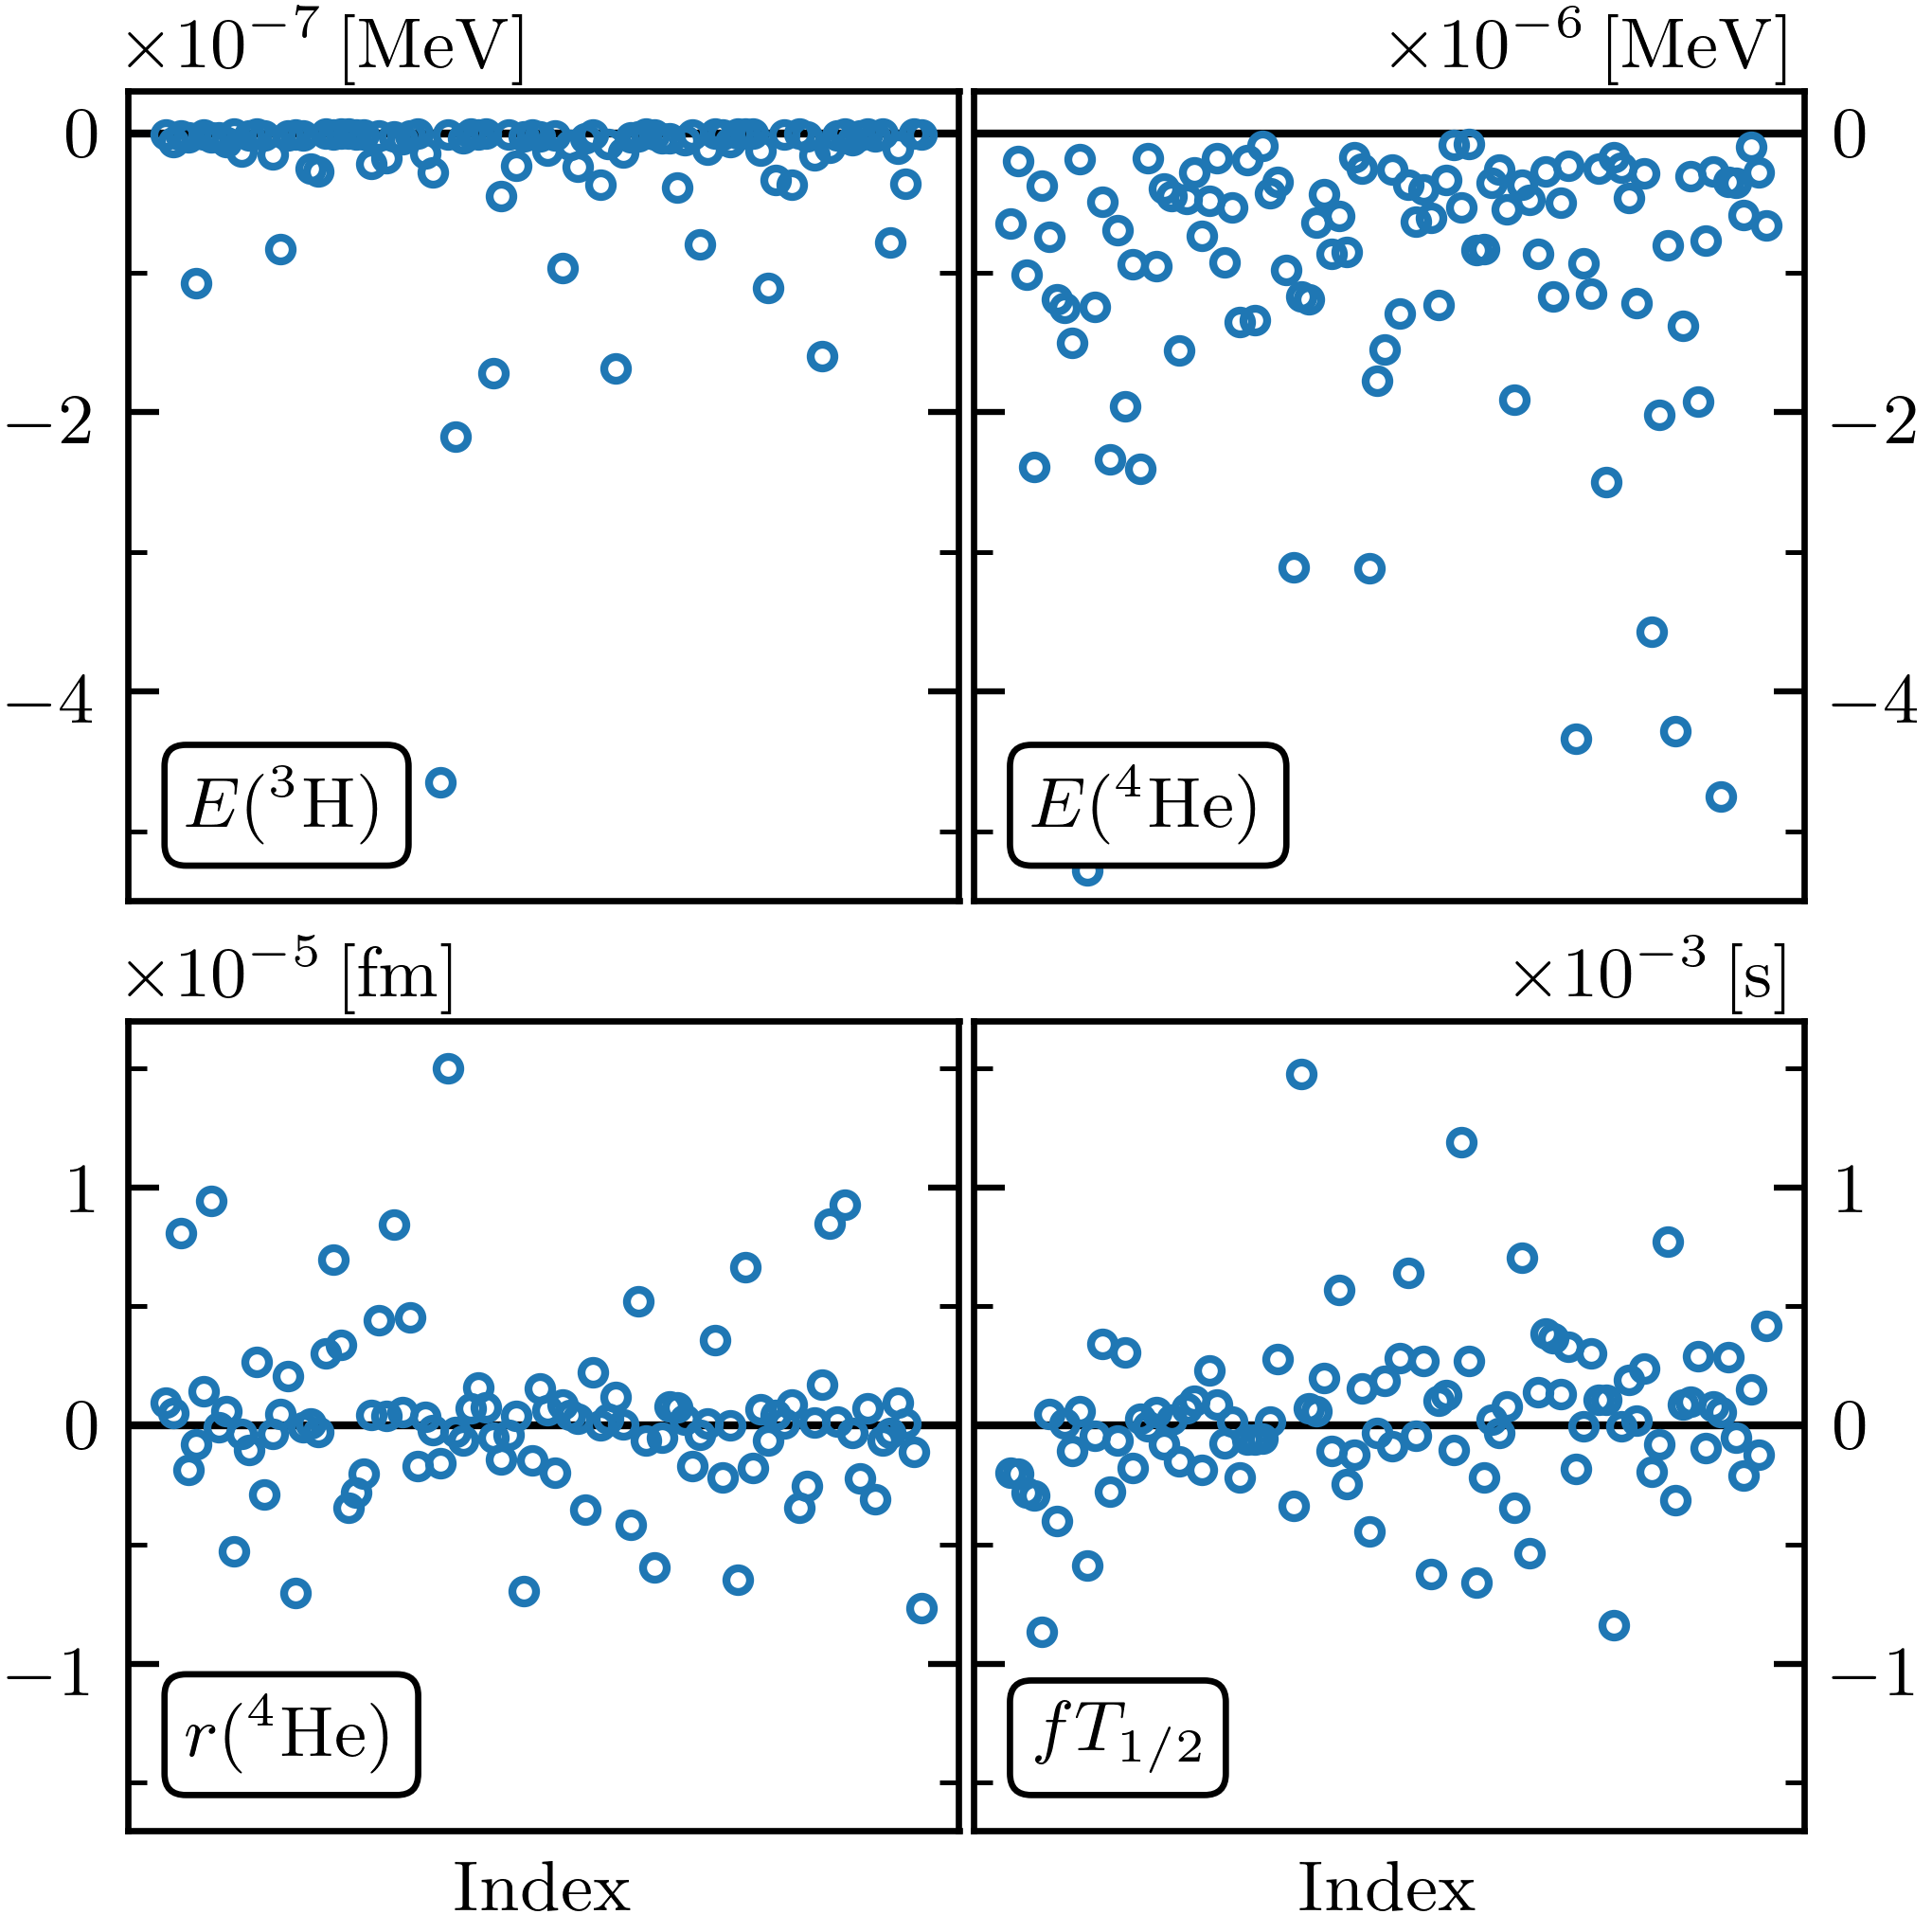 ×10⁻⁷ [MeV]
×10⁻⁶ [MeV]
0
−2
−4
0
−2
−4
E(³H)
E(⁴He)
×10⁻⁵ [fm]
×10⁻³ [s]
1
0
−1
1
0
−1
r(⁴He)
fT₁/₂
Index
Index